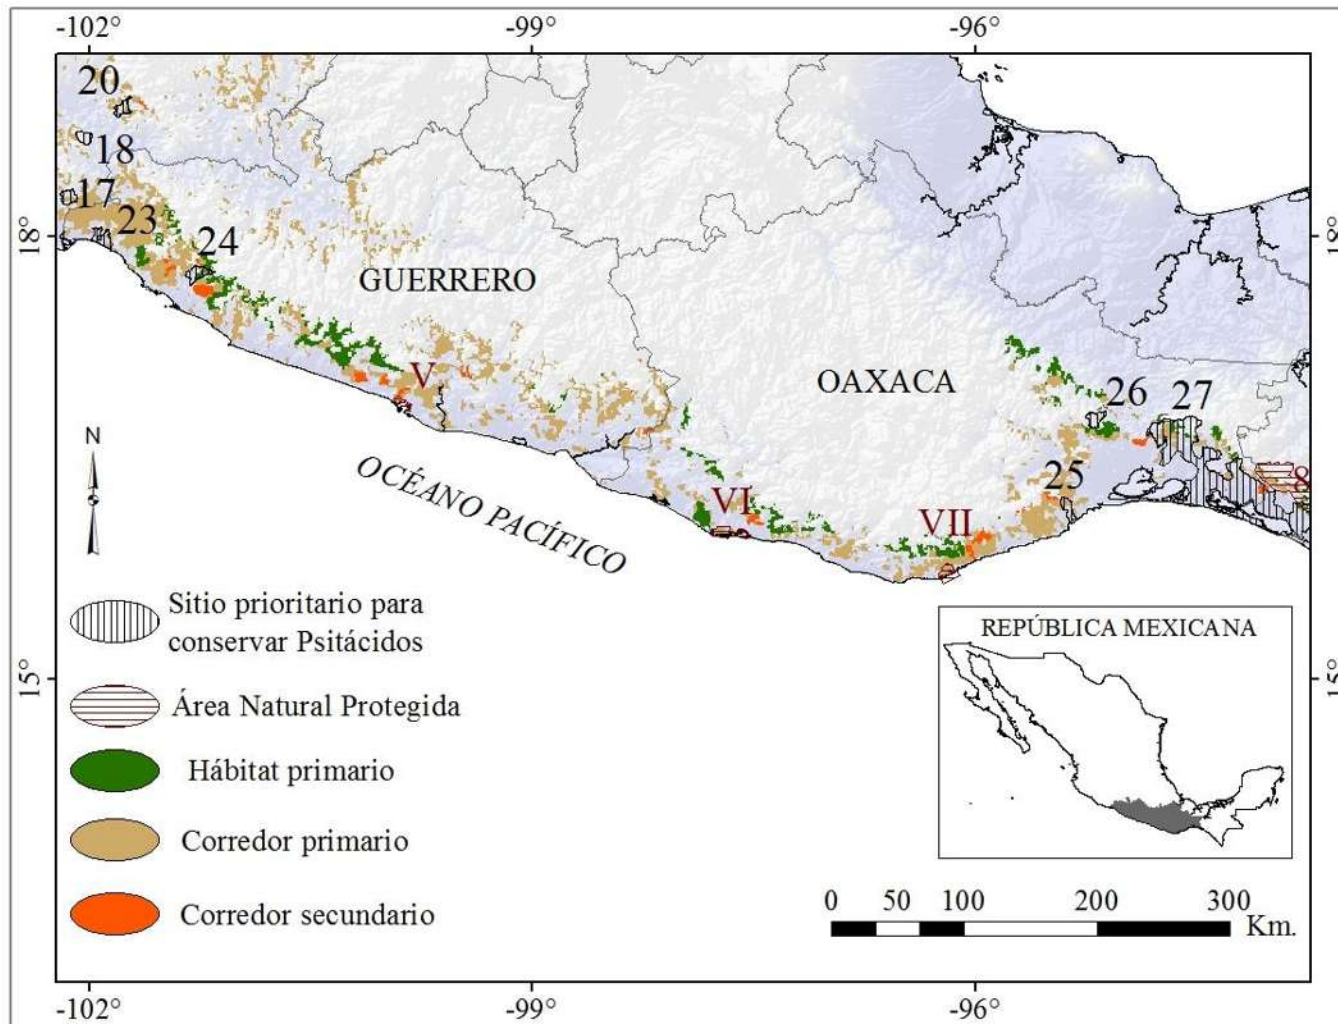 -102°
-99°
-96°
20
18
17
23
24
18°
18°
GUERRERO
OAXACA
V
26
27
25
8
VI
VII
N
OCÉANO PACÍFICO
Sitio prioritario para
conservar Psitácidos
Área Natural Protegida
Hábitat primario
Corredor primario
Corredor secundario
REPÚBLICA MEXICANA
15°
15°
0 50 100 200 300
Km.
-102°
-99°
-96°